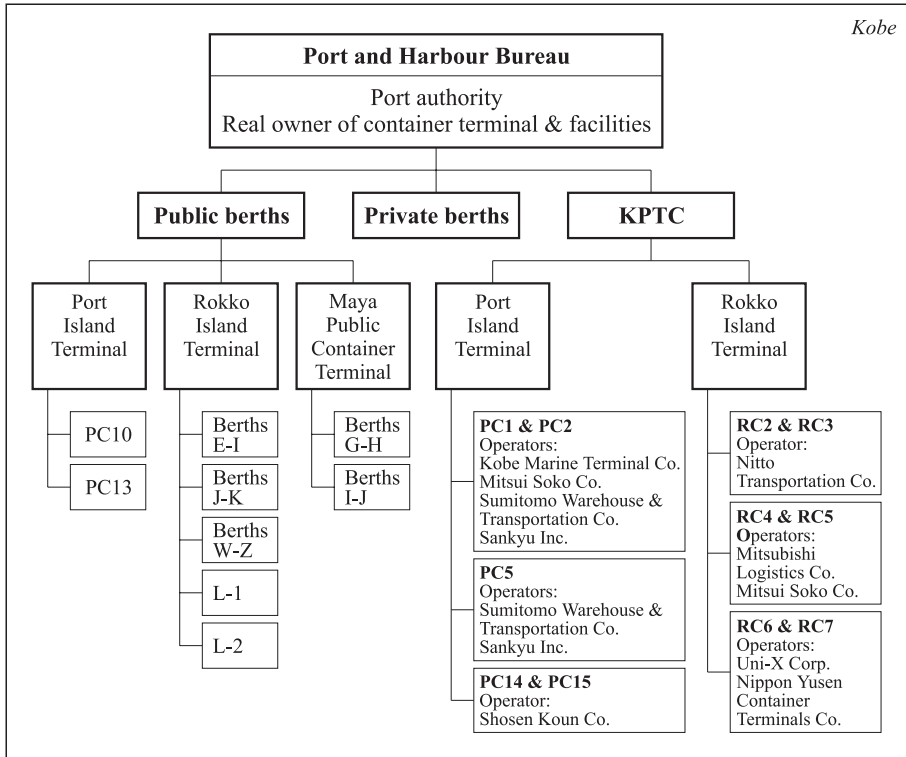 Kobe
Port and Harbour Bureau
Port authority
Real owner of container terminal & facilities
Public berths
Private berths
KPTC
Port
Island
Terminal
Rokko
Island
Terminal
Maya
Public
Container
Terminal
Port
Island
Terminal
Rokko
Island
Terminal
PC10
PC13
Berths
E-I
Berths
J-K
Berths
W-Z
L-1
L-2
Berths
G-H
Berths
I-J
PC1 & PC2
Operators:
Kobe Marine Terminal Co.
Mitsui Soko Co.
Sumitomo Warehouse &
Transportation Co.
Sankyu Inc.
PC5
Operators:
Sumitomo Warehouse &
Transportation Co.
Sankyu Inc.
PC14 & PC15
Operator:
Shosen Koun Co.
RC2 & RC3
Operator:
Nitto
Transportation Co.
RC4 & RC5
Operators:
Mitsubishi
Logistics Co.
Mitsui Soko Co.
RC6 & RC7
Operators:
Uni-X Corp.
Nippon Yusen
Container
Terminals Co.